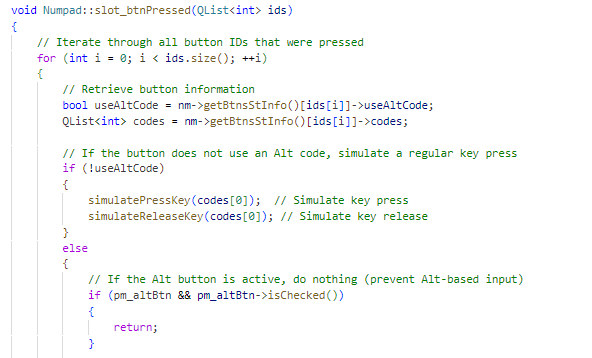 void Numpad::slot_btnPressed(QList<int> ids)
{
    // Iterate through all button IDs that were pressed
    for (int i = 0; i < ids.size(); ++i)
    {
        // Retrieve button information
        bool useAltCode = nm->getBtnsStInfo()[ids[i]]->useAltCode;
        QList<int> codes = nm->getBtnsStInfo()[ids[i]]->codes;

        // If the button does not use an Alt code, simulate a regular key press
        if (!useAltCode)
        {
            simulatePressKey(codes[0]);  // Simulate key press
            simulateReleaseKey(codes[0]); // Simulate key release
        }
        else
        {
            // If the Alt button is active, do nothing (prevent Alt-based input)
            if (pm_altBtn && pm_altBtn->isChecked())
            {
                return;
            }